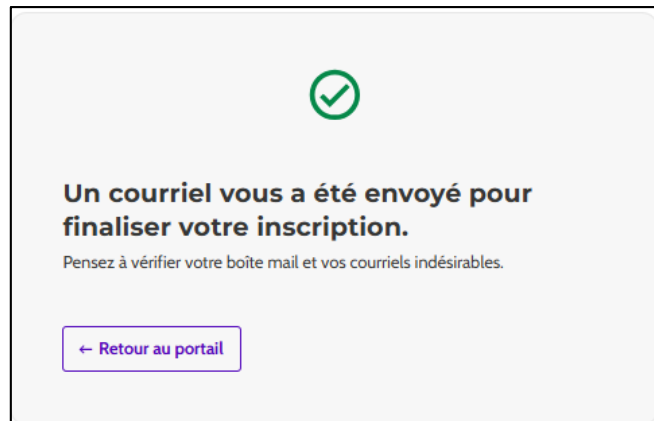 Un courriel vous a été envoyé pour
finaliser votre inscription.
Pensez à vérifier votre boîte mail et vos courriels indésirables.
← Retour au portail